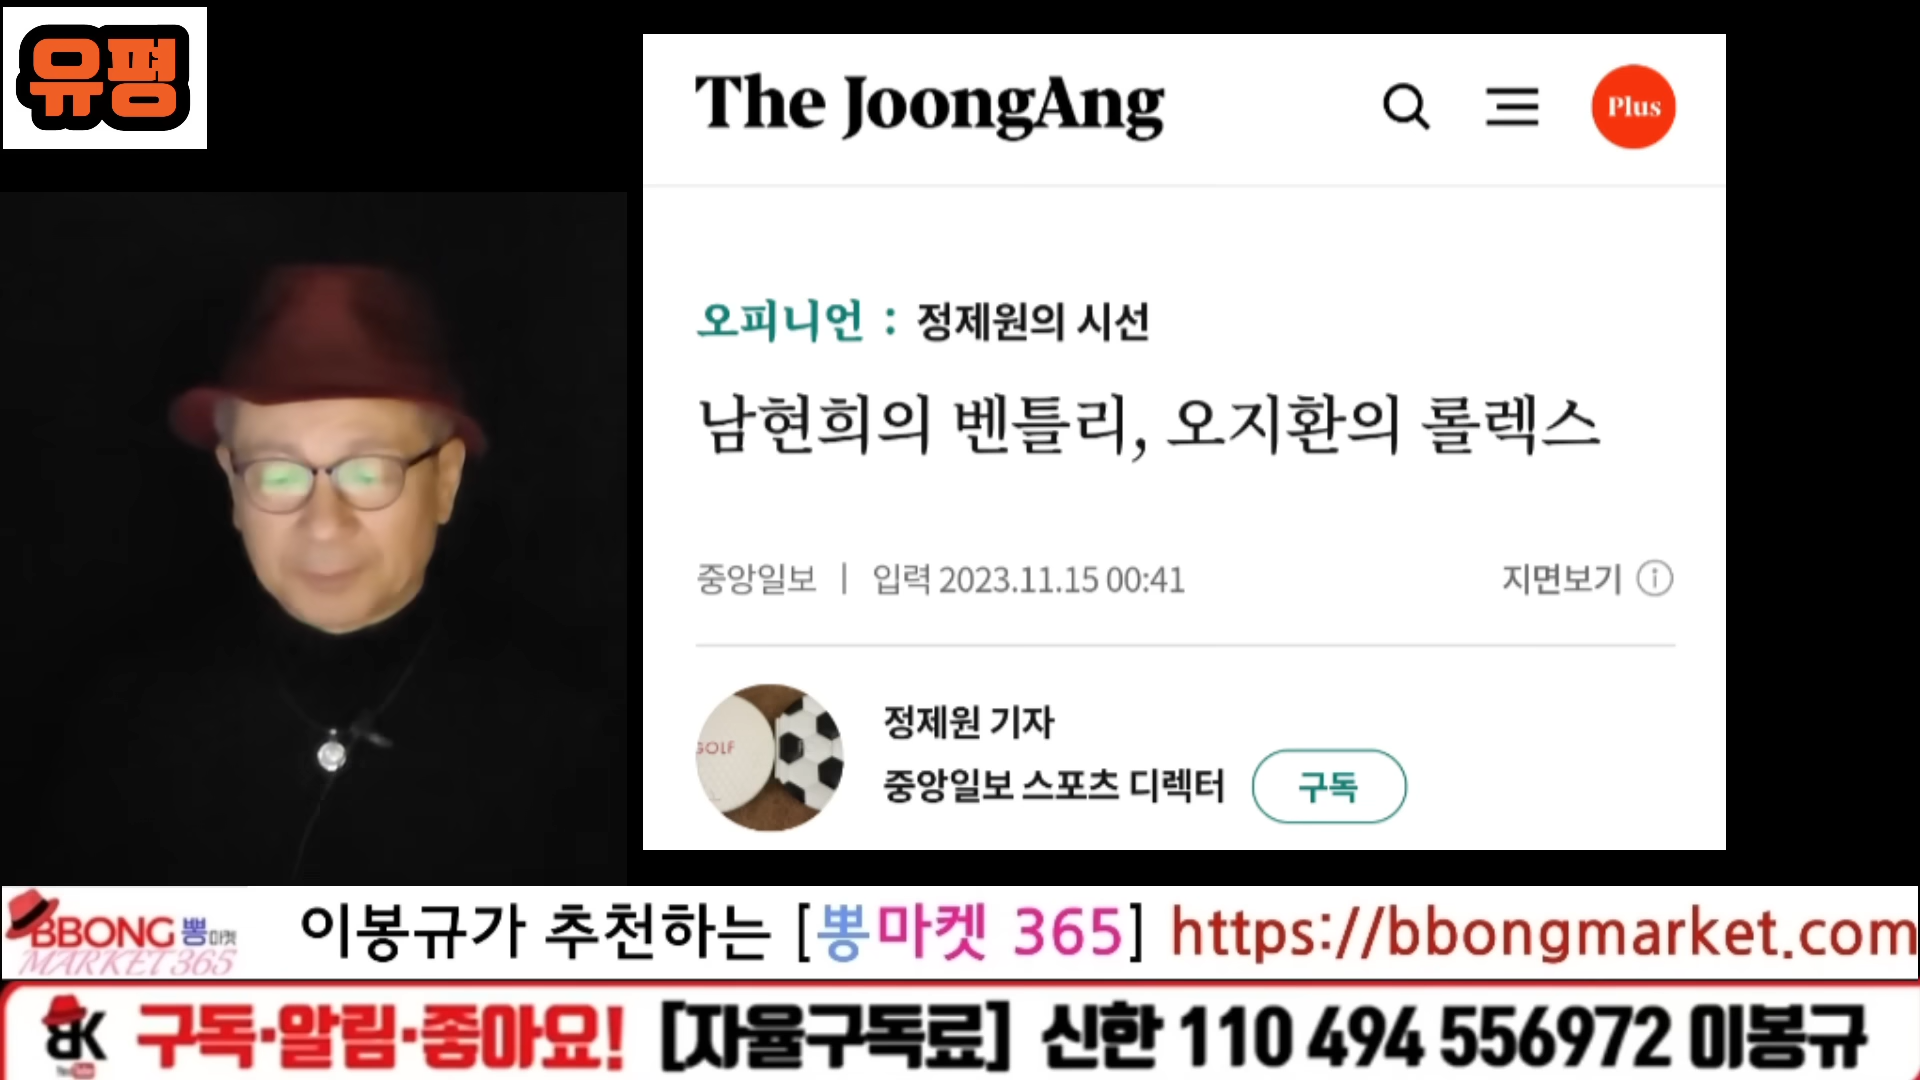 유평
The JoongAng
Plus
오피니언 : 정제원의 시선
남현희의 벤틀리, 오지환의 롤렉스
중앙일보 | 입력 2023.11.15 00:41
지면보기
GOLF
정제원 기자
중앙일보 스포츠 디렉터
구독
BBONG 뽕마켓
MARKET 365
이봉규가 추천하는 [뽕마켓 365] https://bbongmarket.com
BK
구독·알림·좋아요! [자율구독료] 신한 110 494 556972 이봉규